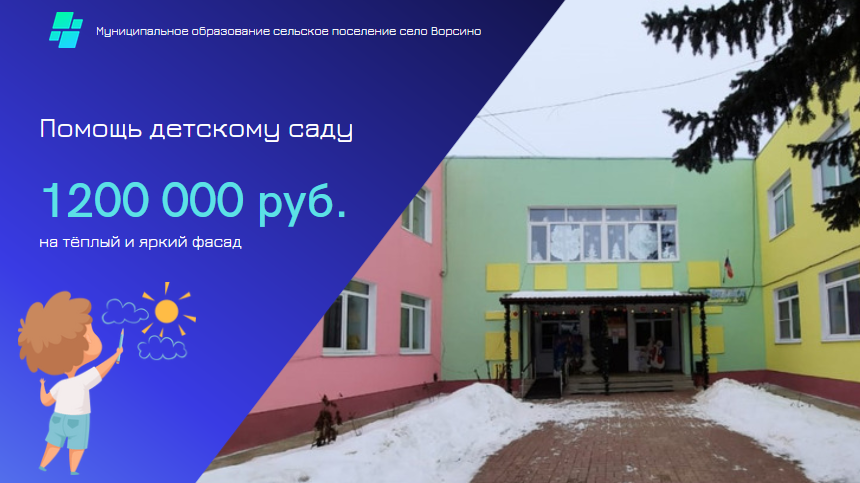 Муниципальное образование сельское поселение село Ворсино
Помощь детскому саду
1200 000 руб.
на тёплый и яркий фасад